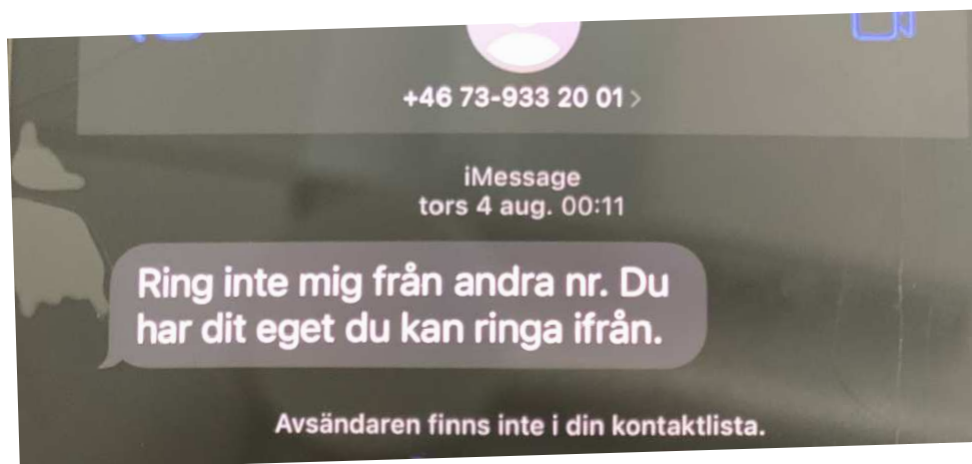 +46 73-933 20 01 >
iMessage
tors 4 aug. 00:11
Ring inte mig från andra nr. Du
har dit eget du kan ringa ifrån.
Avsändaren finns inte i din kontaktlista.